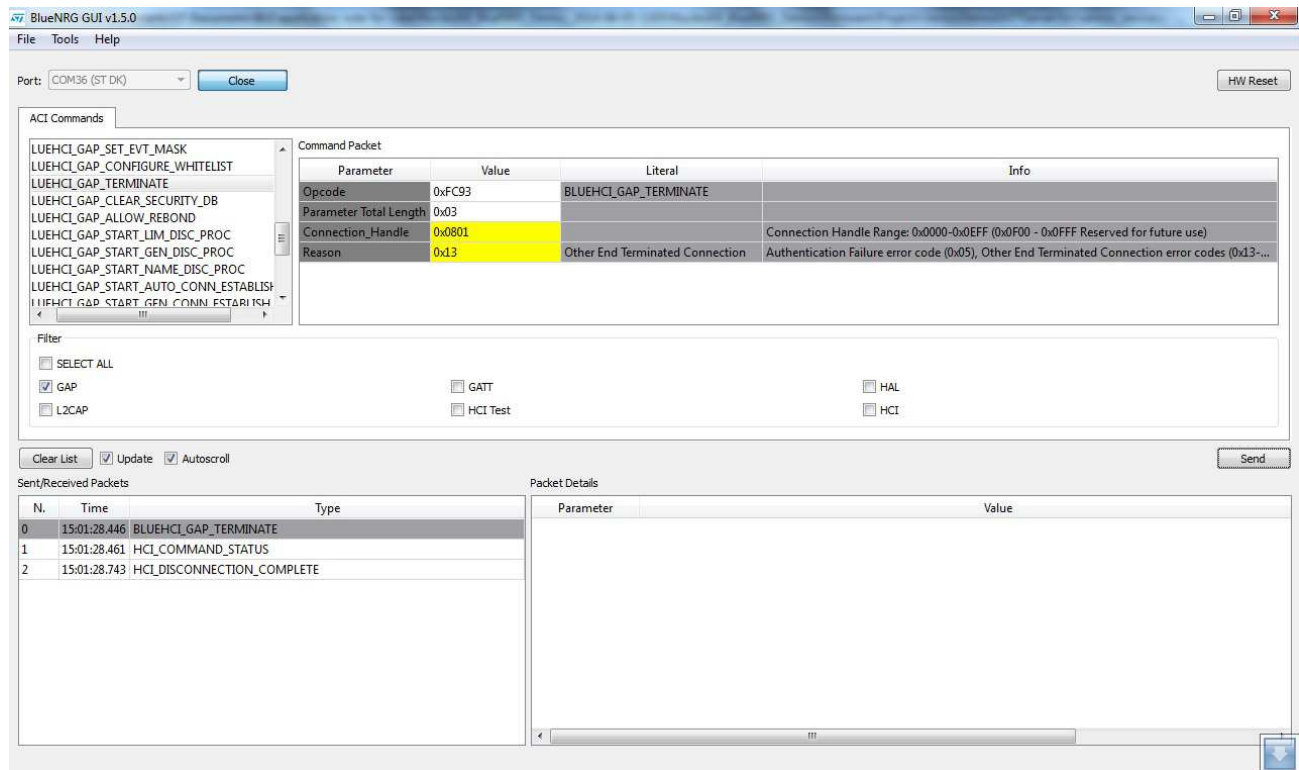 BlueNRG GUI v1.5.0
File Tools Help
Port: COM36 (ST DK) Close HW Reset
ACI Commands
LUEHCI_GAP_SET_EVT_MASK
LUEHCI_GAP_CONFIGURE_WHITELIST
LUEHCI_GAP_TERMINATE
LUEHCI_GAP_CLEAR_SECURITY_DB
LUEHCI_GAP_ALLOW_REBOND
LUEHCI_GAP_START_LIM_DISC_PROC
LUEHCI_GAP_START_GEN_DISC_PROC
LUEHCI_GAP_START_NAME_DISC_PROC
LUEHCI_GAP_START_AUTO_CONN_ESTABLISH
LUEHCI_GAP_START_GEN_CONN_ESTABLISH
Command Packet
Parameter Value Literal Info
Opcode 0xFC93 BLUEHCI_GAP_TERMINATE
Parameter Total Length 0x03
Connection_Handle 0x0801 Connection Handle Range: 0x0000-0x0EFF (0x0F00 - 0x0FFF Reserved for future use)
Reason 0x13 Other End Terminated Connection Authentication Failure error code (0x05), Other End Terminated Connection error codes (0x13-...
Filter
SELECT ALL
GAP GATT HAL
L2CAP HCI Test HCI
Clear List Update Autoscroll Send
Sent/Received Packets
N. Time Type
0 15:01:28.446 BLUEHCI_GAP_TERMINATE
1 15:01:28.461 HCI_COMMAND_STATUS
2 15:01:28.743 HCI_DISCONNECTION_COMPLETE
Packet Details
Parameter Value